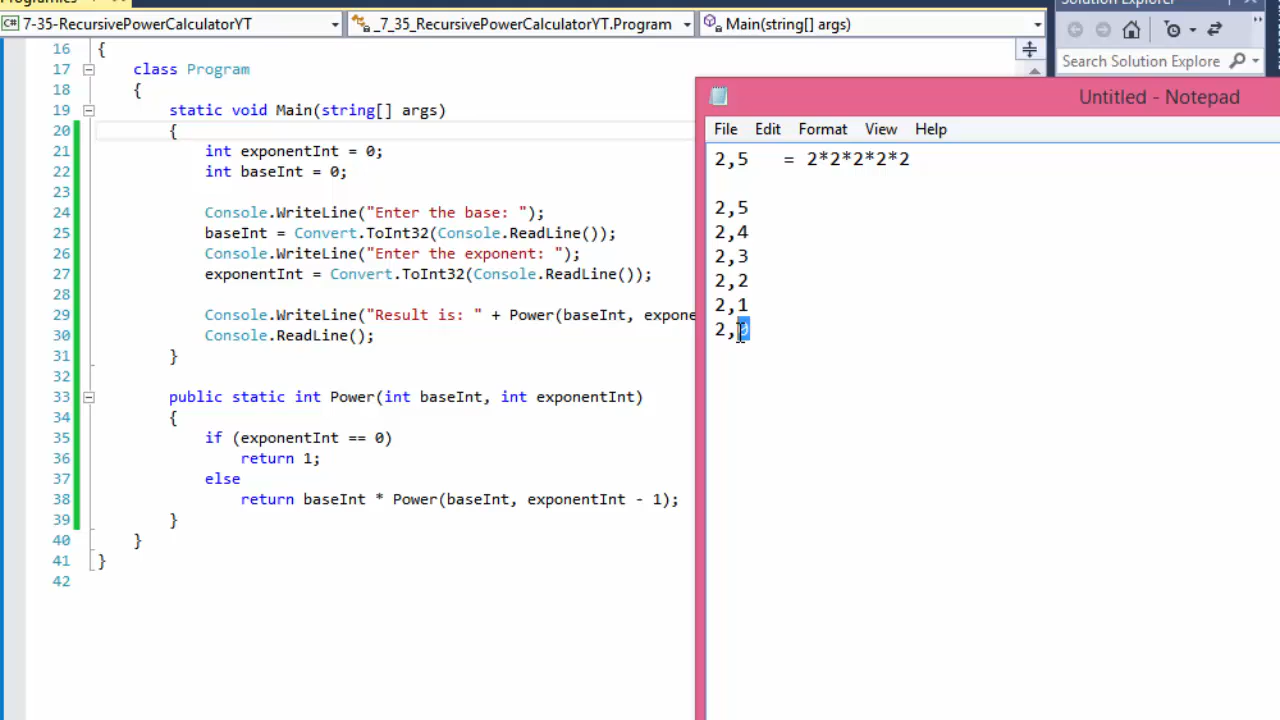 Solution Explorer
7-35-RecursivePowerCalculatorYT
_7_35_RecursivePowerCalculatorYT.Program
Main(string[] args)
Search Solution Explore
16 {
17 class Program
18 {
19 static void Main(string[] args)
20 {
21 int exponentInt = 0;
22 int baseInt = 0;
23
24 Console.WriteLine("Enter the base: ");
25 baseInt = Convert.ToInt32(Console.ReadLine());
26 Console.WriteLine("Enter the exponent: ");
27 exponentInt = Convert.ToInt32(Console.ReadLine());
28
29 Console.WriteLine("Result is: " + Power(baseInt, expone
30 Console.ReadLine();
31 }
32
33 public static int Power(int baseInt, int exponentInt)
34 {
35 if (exponentInt == 0)
36 return 1;
37 else
38 return baseInt * Power(baseInt, exponentInt - 1);
39 }
40 }
41 }
42
Untitled - Notepad
File Edit Format View Help
2,5 = 2*2*2*2*2
2,5
2,4
2,3
2,2
2,1
2,0